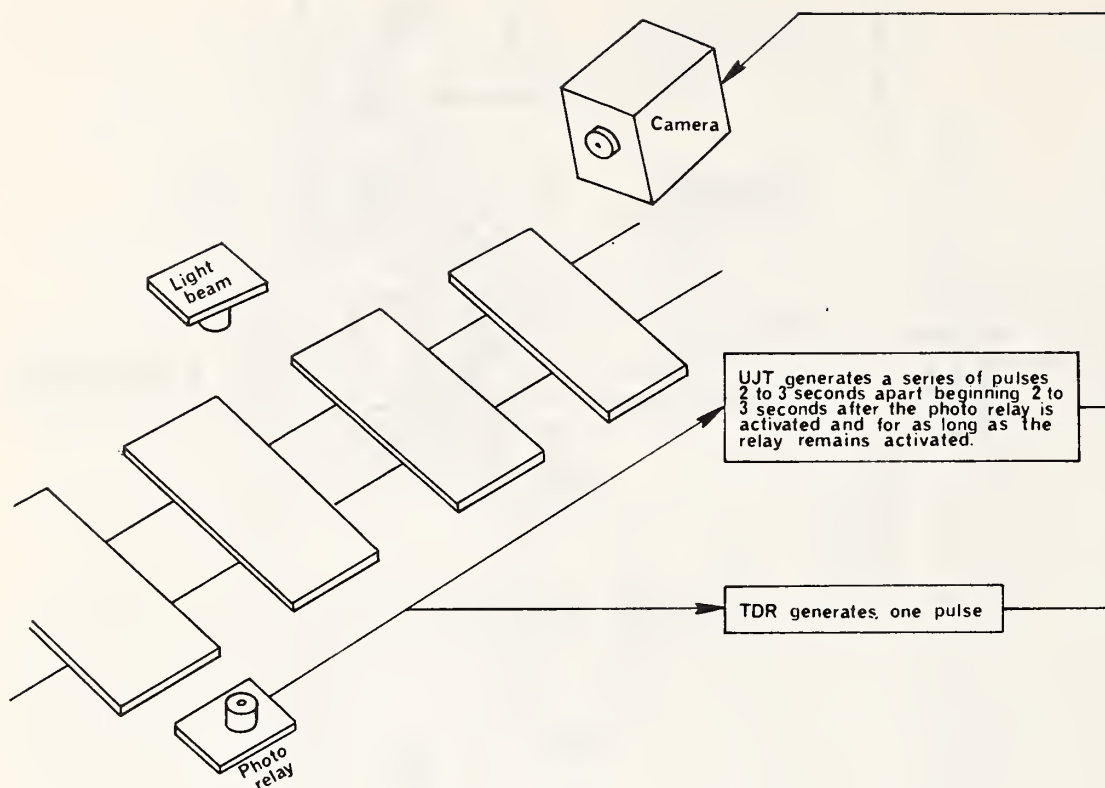 Camera
Light
beam
UJT generates a series of pulses
2 to 3 seconds apart beginning 2 to
3 seconds after the photo relay is
activated and for as long as the
relay remains activated.
TDR generates one pulse
Photo
relay